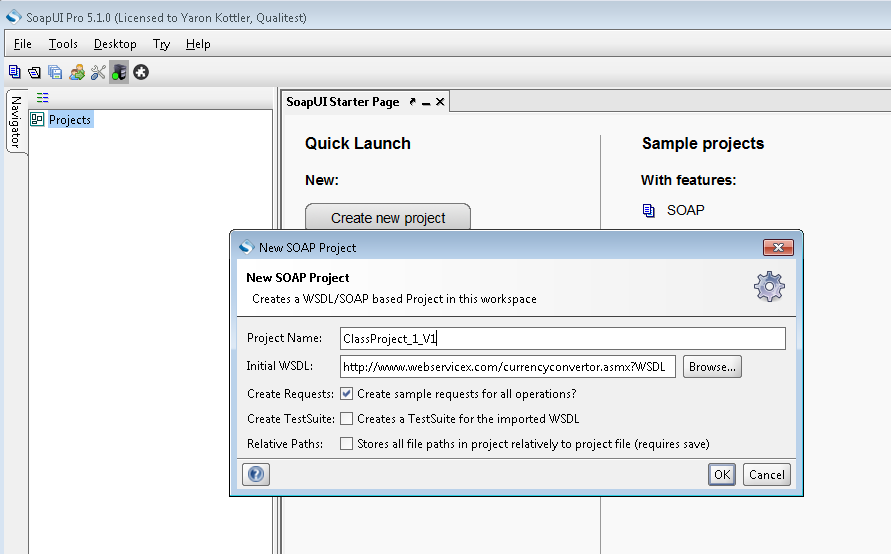 SoapUI Pro 5.1.0 (Licensed to Yaron Kottler, Qualitest)
File Tools Desktop Try Help
Navigator
Projects
SoapUI Starter Page
Quick Launch
Sample projects
New:
With features:
Create new project
SOAP
New SOAP Project
New SOAP Project
Creates a WSDL/SOAP based Project in this workspace
Project Name: ClassProject_1_V1
Initial WSDL: http://www.webservicex.com/currencyconvertor.asmx?WSDL Browse...
Create Requests: Create sample requests for all operations?
Create TestSuite: Creates a TestSuite for the imported WSDL
Relative Paths: Stores all file paths in project relatively to project file (requires save)
? OK Cancel